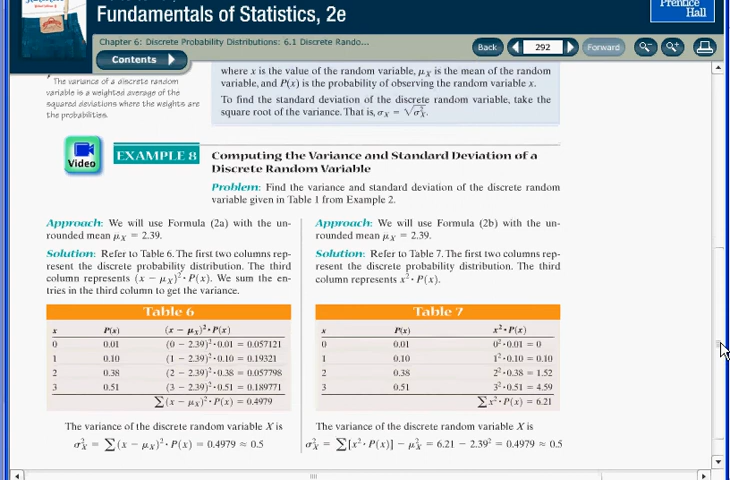 Fundamentals of Statistics, 2e
Prentice
Hall
Chapter 6: Discrete Probability Distributions: 6.1 Discrete Rando...
Contents
Back
292
Forward
The variance of a discrete random
variable is a weighted average of the
squared deviations where the weights are
the probabilities.
where x is the value of the random variable, μX is the mean of the random
variable, and P(x) is the probability of observing the random variable x.
To find the standard deviation of the discrete random variable, take the
square root of the variance. That is, σX = √σ²X.
Video
EXAMPLE 8
Computing the Variance and Standard Deviation of a
Discrete Random Variable
Problem: Find the variance and standard deviation of the discrete random
variable given in Table 1 from Example 2.
Approach: We will use Formula (2a) with the un-
rounded mean μX = 2.39.
Solution: Refer to Table 6. The first two columns rep-
resent the discrete probability distribution. The third
column represents (x − μX)² · P(x). We sum the en-
tries in the third column to get the variance.
Table 6
x P(x) (x − μX)² · P(x)
0 0.01 (0 − 2.39)² · 0.01 = 0.057121
1 0.10 (1 − 2.39)² · 0.10 = 0.19321
2 0.38 (2 − 2.39)² · 0.38 = 0.057798
3 0.51 (3 − 2.39)² · 0.51 = 0.189771
∑(x − μX)² · P(x) = 0.4979
The variance of the discrete random variable X is
σ²X = ∑(x − μX)² · P(x) = 0.4979 ≈ 0.5
Approach: We will use Formula (2b) with the un-
rounded mean μX = 2.39.
Solution: Refer to Table 7. The first two columns rep-
resent the discrete probability distribution. The third
column represents x² · P(x).
Table 7
x P(x) x² · P(x)
0 0.01 0² · 0.01 = 0
1 0.10 1² · 0.10 = 0.10
2 0.38 2² · 0.38 = 1.52
3 0.51 3² · 0.51 = 4.59
∑x² · P(x) = 6.21
The variance of the discrete random variable X is
σ²X = ∑[x² · P(x)] − μ²X = 6.21 − 2.39² = 0.4979 ≈ 0.5